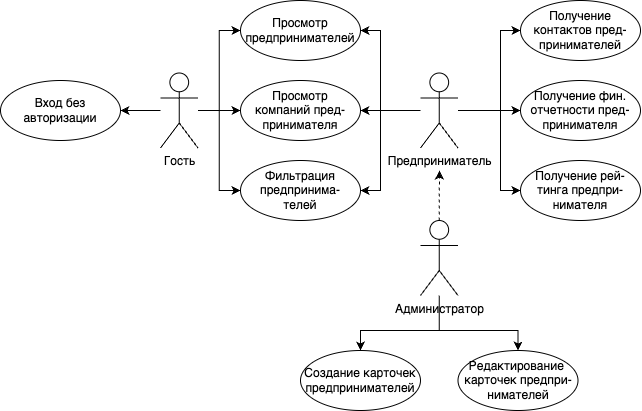 Просмотр
предпринимателей
Получение
контактов пред-
принимателей
Вход без
авторизации
Просмотр
компаний пред-
принимателя
Получение фин.
отчетности пред-
принимателя
Гость
Предприниматель
Фильтрация
предпринима-
телей
Получение рей-
тинга предпри-
нимателя
Администратор
Создание карточек
предпринимателей
Редактирование
карточек предпри-
нимателей